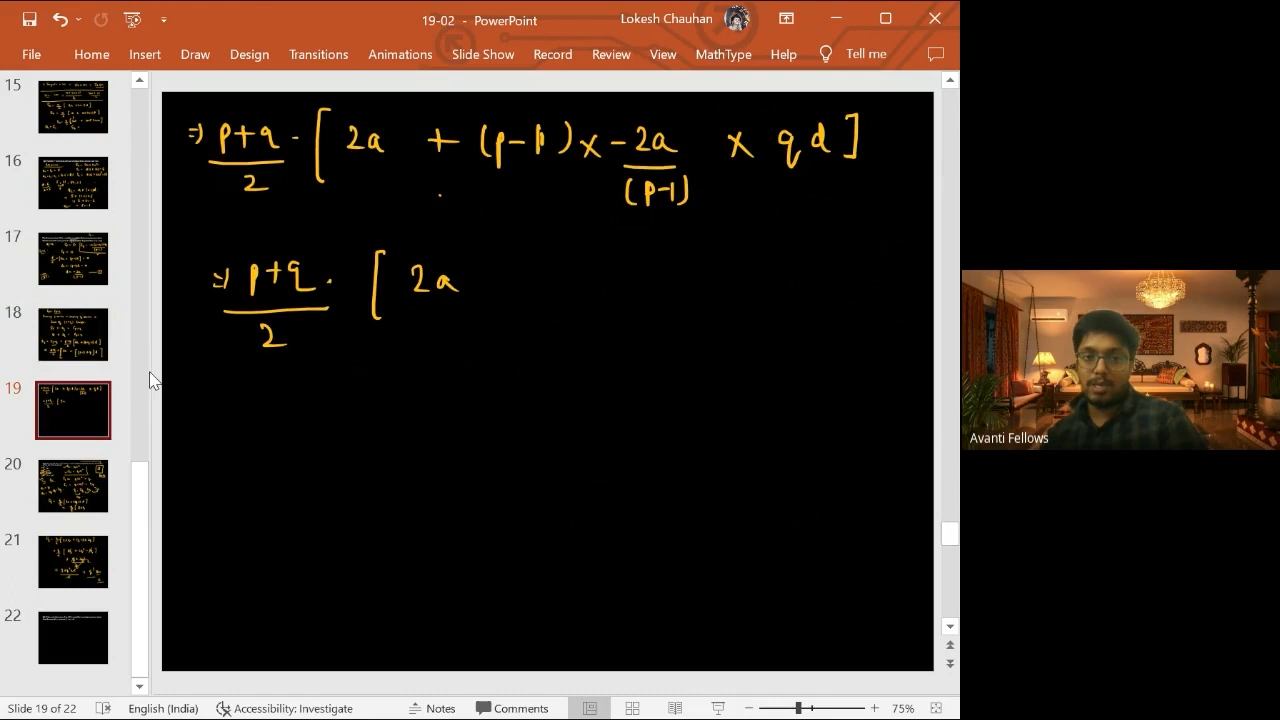 19-02 - PowerPoint
Lokesh Chauhan
File Home Insert Draw Design Slide Show Transitions Animations Slide Show Record Review View MathType Help Tell me
15
16
17
18
19
20
21
22
⇒ p+q/2 · [ 2a + (p-1) x -2a/(p-1) x qd ]
⇒ p+q/2 · [ 2a
Avanti Fellows
Slide 19 of 22 English (India) Accessibility: Investigate Notes Comments 75%